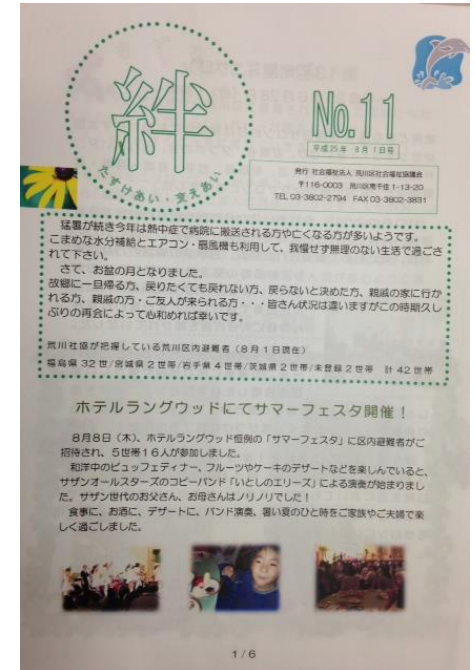 絆
たすけあい・支えあい
No.11
平成25年 8月1日号
発行 社会福祉法人 荒川区社会福祉協議会
〒116-0003 荒川区南千住1-13-20
TEL 03-3802-2794 FAX 03-3802-3831
猛暑が続き今年は熱中症で病院に搬送される方や亡くなる方が多いようです。
こまめな水分補給とエアコン・扇風機も利用して、我慢せず無理のない生活で過ごさ
れて下さい。
さて、お盆の月となりました。
故郷に一旦帰る方、戻りたくても戻れない方、戻らないと決めた方、親戚の家に行か
れる方、親戚の方・ご友人が来られる方・・・皆さん状況は違いますがこの時期久し
ぶりの再会によって心和めれば幸いです。
荒川社協が把握している荒川区内避難者（8月1日現在）
福島県32世/宮城県2世帯/岩手県4世帯/茨城県2世帯/未登録2世帯 計42世帯
ホテルラングウッドにてサマーフェスタ開催！
8月8日（木）、ホテルラングウッド恒例の「サマーフェスタ」に区内避難者がご
招待され、5世帯16人が参加しました。
和洋中のビュッフェディナー、フルーツやケーキのデザートなどを楽しんでいると、
サザンオールスターズのコピーバンド「いとしのエリーズ」による演奏が始まりまし
た。サザン世代のお父さん、お母さんはノリノリでした！
食事に、お酒に、デザートに、バンド演奏、暑い夏のひと時をご家族やご夫婦で楽
しく過ごしました。
1/6